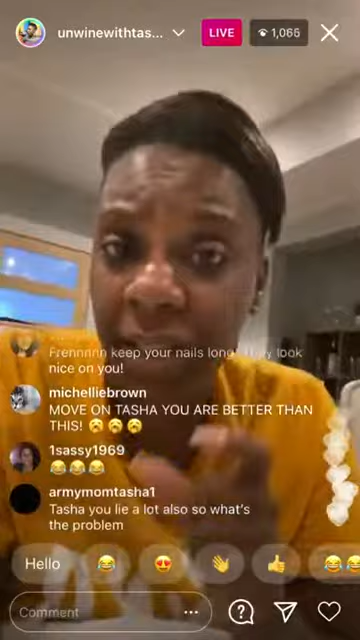 unwinewithtas...
LIVE
1,065
Frennnnn keep your nails long! They look
nice on you!
michelliebrown
MOVE ON TASHA YOU ARE BETTER THAN
THIS! 😭😭😭
1sassy1969
😂😂😂
armymomtasha1
Tasha you lie a lot also so what's
the problem
Hello 😂 😍 👋 👍 😂😂
Comment ...